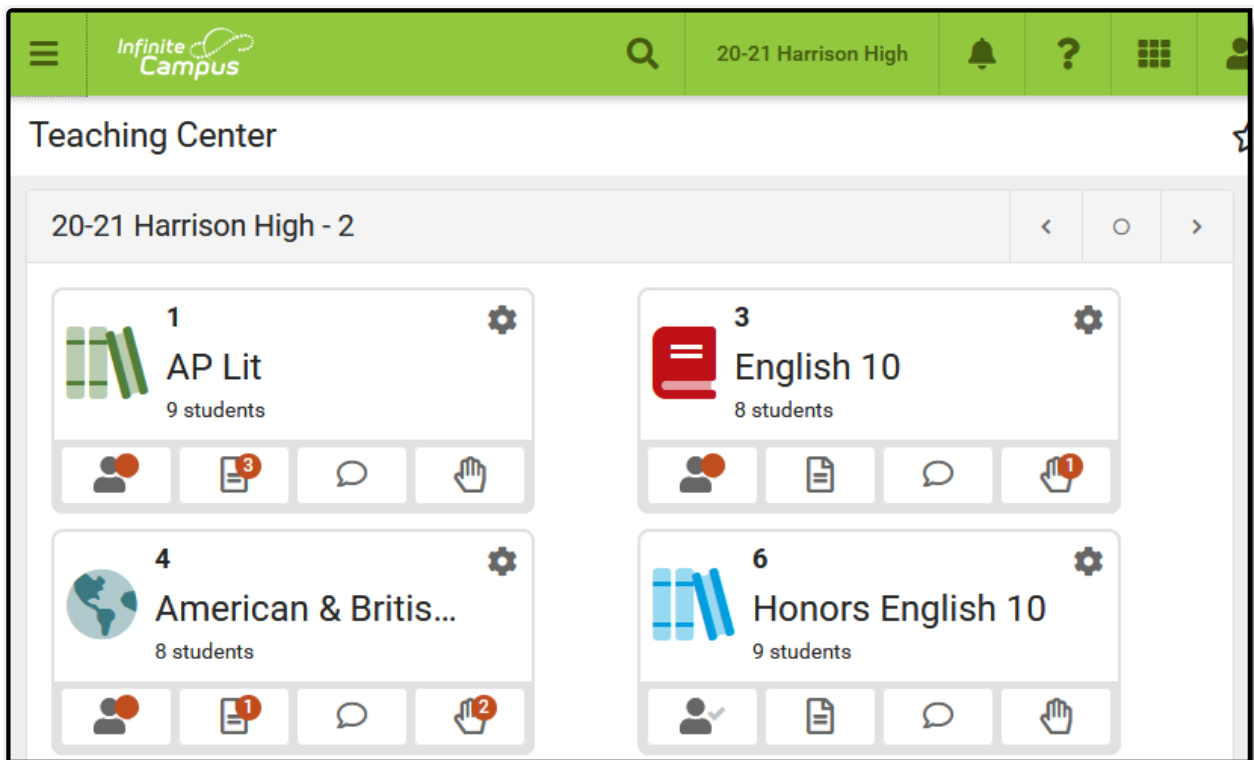 Infinite
Campus
20-21 Harrison High
?
Teaching Center
20-21 Harrison High - 2
1
AP Lit
9 students
3
3
English 10
8 students
1
4
American & Britis...
8 students
1
2
6
Honors English 10
9 students